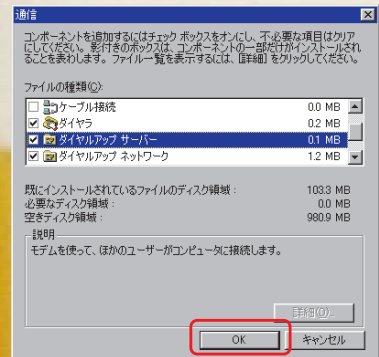 通信
コンポーネントを追加するにはチェック ボックスをオンにし、不必要な項目はクリア
にしてください。影付きのボックスは、コンポーネントの一部だけがインストールされ
ることを表わします。ファイル一覧を表示するには、[詳細] をクリックしてください。
ファイルの種類(C):
ケーブル接続 0.0 MB
ダイヤラ 0.2 MB
ダイヤルアップ サーバー 0.1 MB
ダイヤルアップ ネットワーク 1.2 MB
既にインストールされているファイルのディスク領域: 103.3 MB
必要なディスク領域: 0.0 MB
空きディスク領域: 980.9 MB
説明
モデムを使って、ほかのユーザーがコンピュータに接続します。
詳細(D)...
OK キャンセル